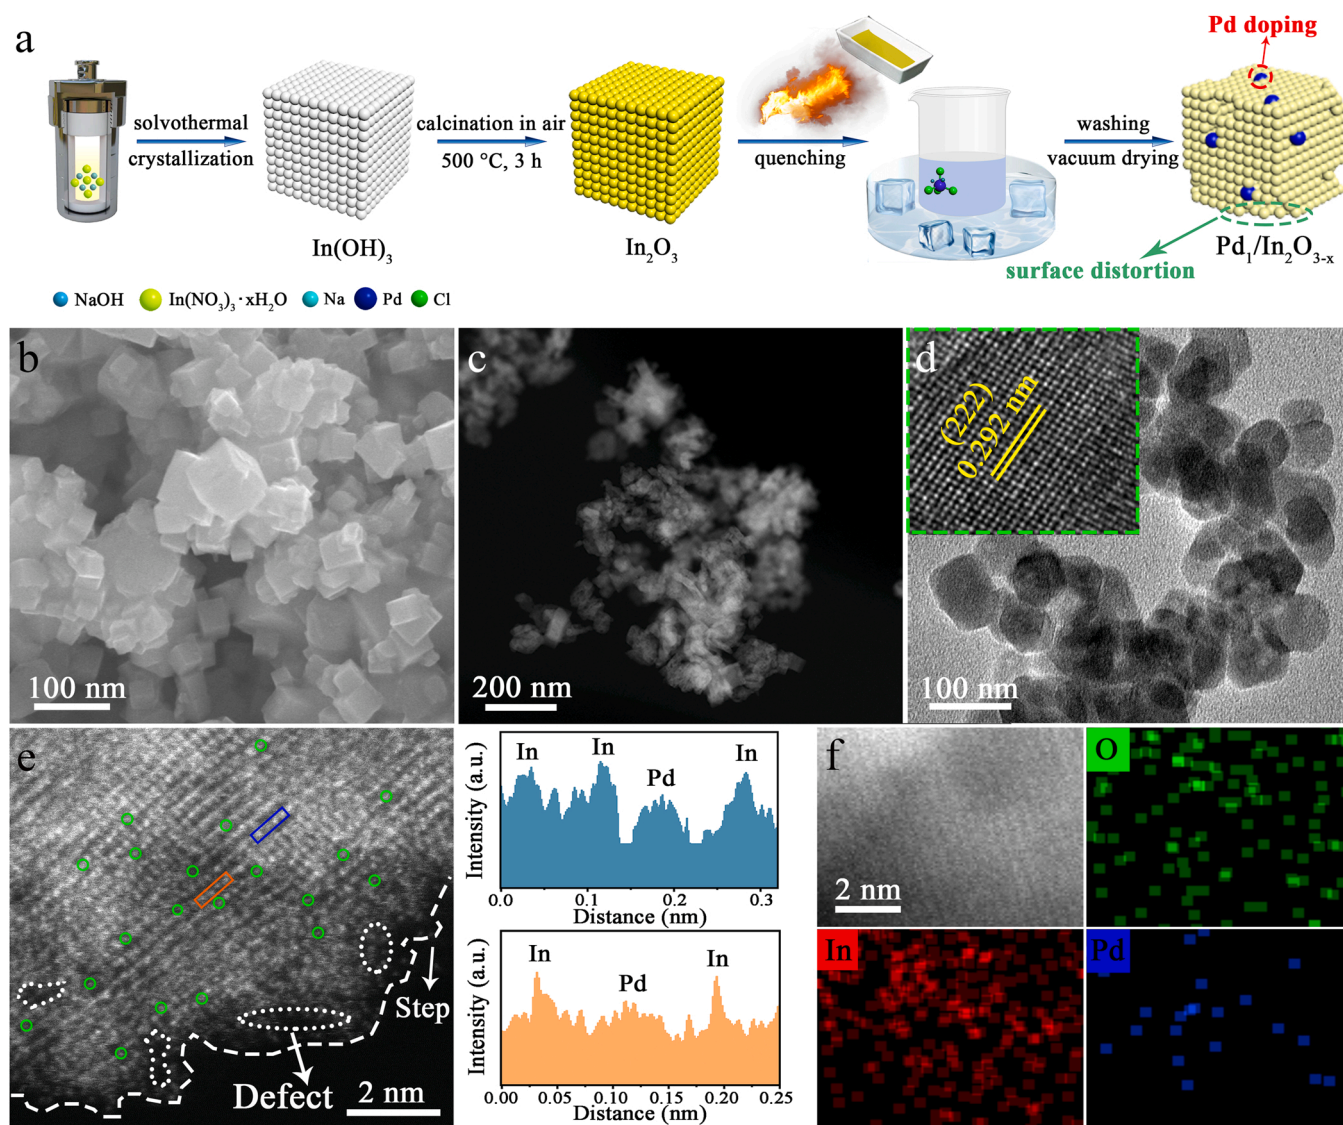 a
solvothermal
crystallization
In(OH)₃
calcination in air
500 °C, 3 h
In₂O₃
quenching
washing
vacuum drying
Pd doping
Pd₁/In₂O₃₋ₓ
surface distortion
NaOH In(NO₃)₃·xH₂O Na Pd Cl
b
100 nm
c
200 nm
d
(222)
0.292 nm
100 nm
e
Step
Defect
2 nm
Intensity (a.u.)
In In Pd In
0.0 0.1 0.2 0.3
Distance (nm)
Intensity (a.u.)
In Pd In
0.00 0.05 0.10 0.15 0.20 0.25
Distance (nm)
f
2 nm
O
In
Pd